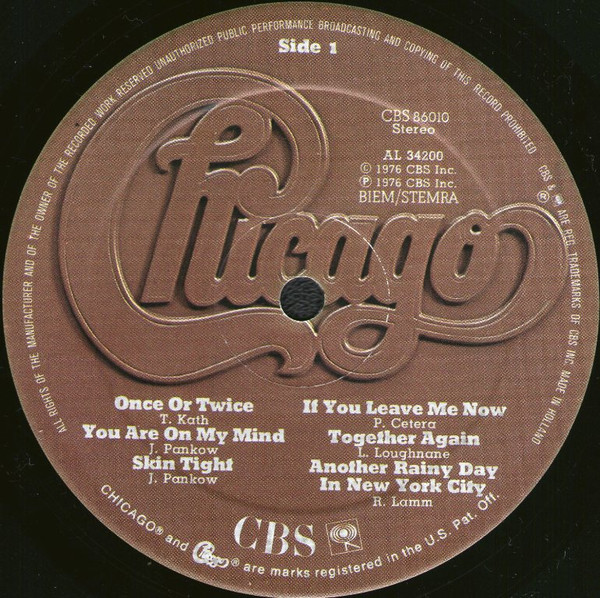 ALL RIGHTS OF THE MANUFACTURER AND OF THE OWNER OF THE RECORDED WORK RESERVED UNAUTHORIZED PUBLIC PERFORMANCE BROADCASTING AND COPYING OF THIS RECORD PROHIBITED CBS & ARE REG. TRADEMARKS OF CBS INC. MADE IN HOLLAND
Side 1
CBS 86010
Stereo
AL 34200
© 1976 CBS Inc.
℗ 1976 CBS Inc.
BIEM/STEMRA
®
Chicago
Once Or Twice
T. Kath
You Are On My Mind
J. Pankow
Skin Tight
J. Pankow
If You Leave Me Now
P. Cetera
Together Again
L. Loughnane
Another Rainy Day
In New York City
R. Lamm
CBS
CHICAGO® and Chicago® are marks registered in the U.S. Pat. Off.